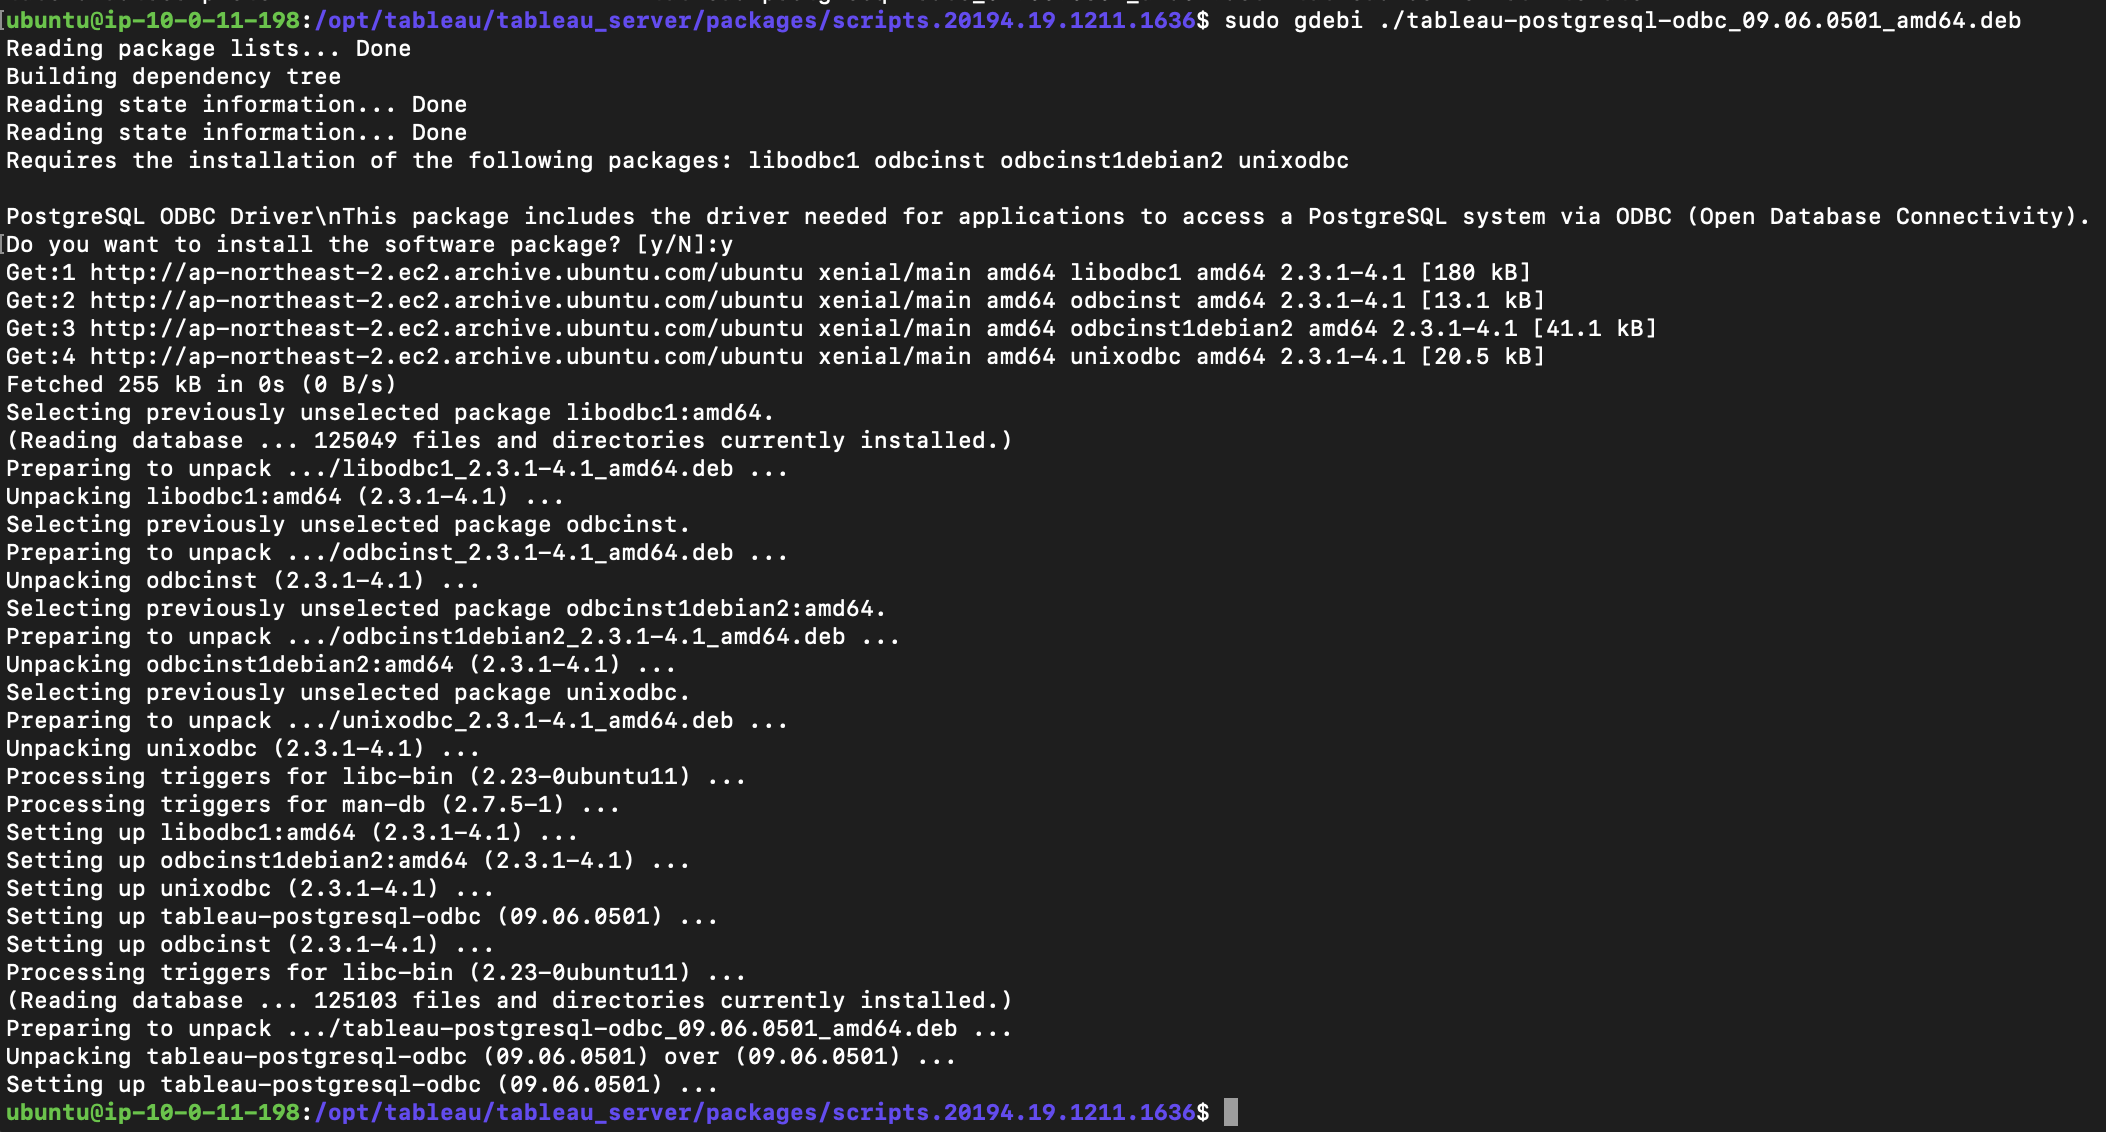 ubuntu@ip-10-0-11-198:/opt/tableau/tableau_server/packages/scripts.20194.19.1211.1636$ sudo gdebi ./tableau-postgresql-odbc_09.06.0501_amd64.deb
Reading package lists... Done
Building dependency tree
Reading state information... Done
Reading state information... Done
Requires the installation of the following packages: libodbc1 odbcinst odbcinst1debian2 unixodbc
PostgreSQL ODBC Driver\nThis package includes the driver needed for applications to access a PostgreSQL system via ODBC (Open Database Connectivity).
Do you want to install the software package? [y/N]:y
Get:1 http://ap-northeast-2.ec2.archive.ubuntu.com/ubuntu xenial/main amd64 libodbc1 amd64 2.3.1-4.1 [180 kB]
Get:2 http://ap-northeast-2.ec2.archive.ubuntu.com/ubuntu xenial/main amd64 odbcinst amd64 2.3.1-4.1 [13.1 kB]
Get:3 http://ap-northeast-2.ec2.archive.ubuntu.com/ubuntu xenial/main amd64 odbcinst1debian2 amd64 2.3.1-4.1 [41.1 kB]
Get:4 http://ap-northeast-2.ec2.archive.ubuntu.com/ubuntu xenial/main amd64 unixodbc amd64 2.3.1-4.1 [20.5 kB]
Fetched 255 kB in 0s (0 B/s)
Selecting previously unselected package libodbc1:amd64.
(Reading database ... 125049 files and directories currently installed.)
Preparing to unpack .../libodbc1_2.3.1-4.1_amd64.deb ...
Unpacking libodbc1:amd64 (2.3.1-4.1) ...
Selecting previously unselected package odbcinst.
Preparing to unpack .../odbcinst_2.3.1-4.1_amd64.deb ...
Unpacking odbcinst (2.3.1-4.1) ...
Selecting previously unselected package odbcinst1debian2:amd64.
Preparing to unpack .../odbcinst1debian2_2.3.1-4.1_amd64.deb ...
Unpacking odbcinst1debian2:amd64 (2.3.1-4.1) ...
Selecting previously unselected package unixodbc.
Preparing to unpack .../unixodbc_2.3.1-4.1_amd64.deb ...
Unpacking unixodbc (2.3.1-4.1) ...
Processing triggers for libc-bin (2.23-0ubuntu11) ...
Processing triggers for man-db (2.7.5-1) ...
Setting up libodbc1:amd64 (2.3.1-4.1) ...
Setting up odbcinst1debian2:amd64 (2.3.1-4.1) ...
Setting up unixodbc (2.3.1-4.1) ...
Setting up tableau-postgresql-odbc (09.06.0501) ...
Setting up odbcinst (2.3.1-4.1) ...
Processing triggers for libc-bin (2.23-0ubuntu11) ...
(Reading database ... 125103 files and directories currently installed.)
Preparing to unpack .../tableau-postgresql-odbc_09.06.0501_amd64.deb ...
Unpacking tableau-postgresql-odbc (09.06.0501) over (09.06.0501) ...
Setting up tableau-postgresql-odbc (09.06.0501) ...
ubuntu@ip-10-0-11-198:/opt/tableau/tableau_server/packages/scripts.20194.19.1211.1636$